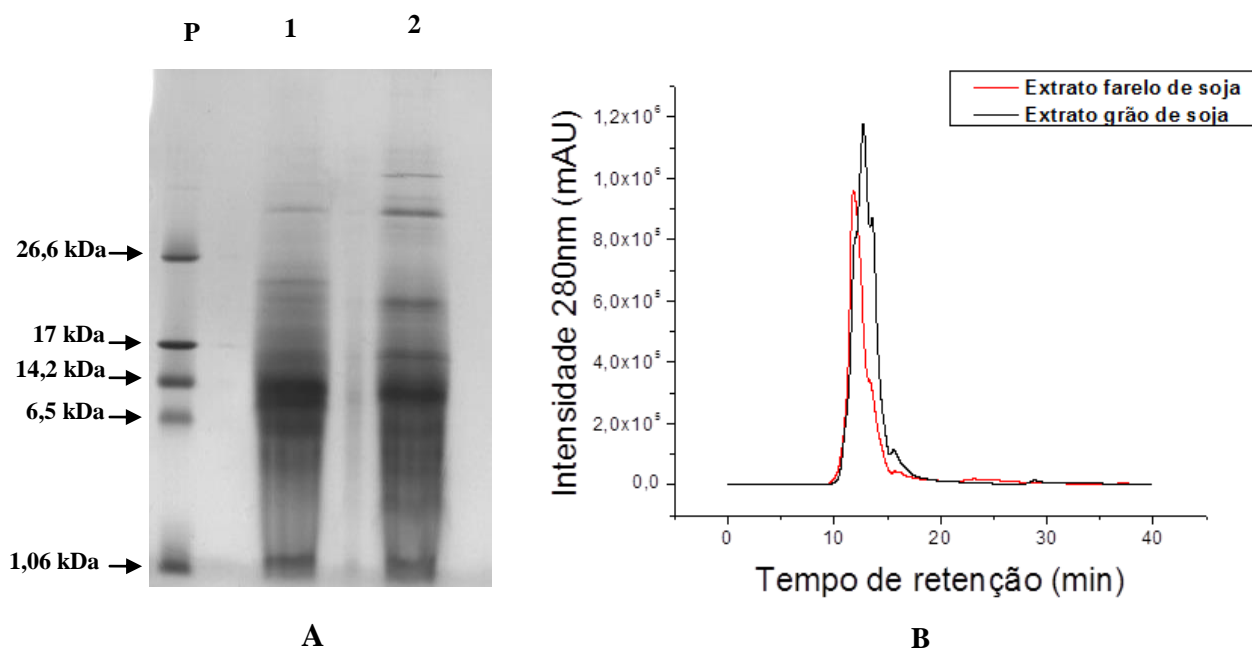 P 1 2
26,6 kDa
17 kDa
14,2 kDa
6,5 kDa
1,06 kDa
A
Extrato farelo de soja
Extrato grão de soja
Intensidade 280nm (mAU)
1,2x10⁶
1,0x10⁶
8,0x10⁵
6,0x10⁵
4,0x10⁵
2,0x10⁵
0,0
0 10 20 30 40
Tempo de retenção (min)
B